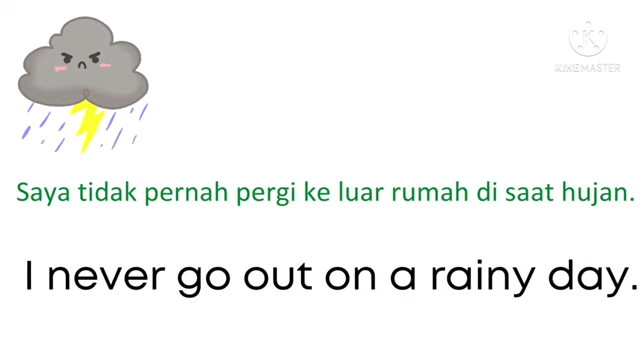 KINEMASTER
Saya tidak pernah pergi ke luar rumah di saat hujan.
I never go out on a rainy day.